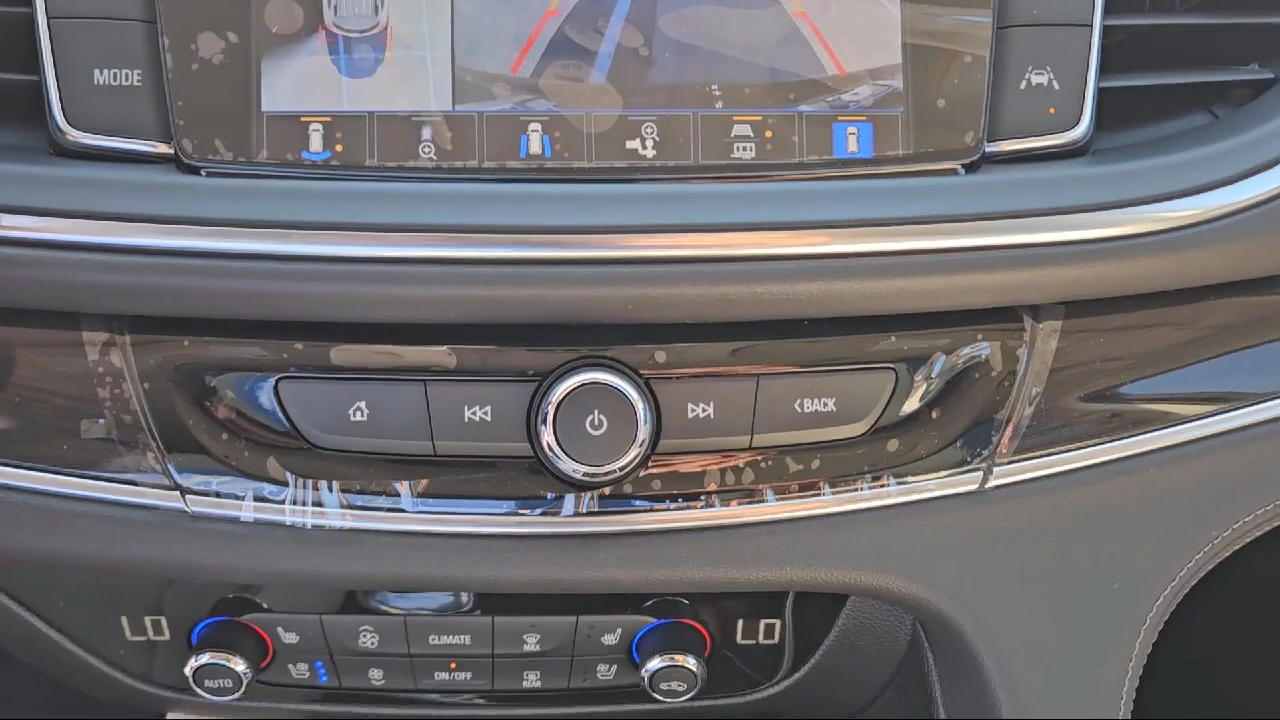 MODE
< BACK
LO
CLIMATE
MAX
LO
AUTO
ON/OFF
REAR